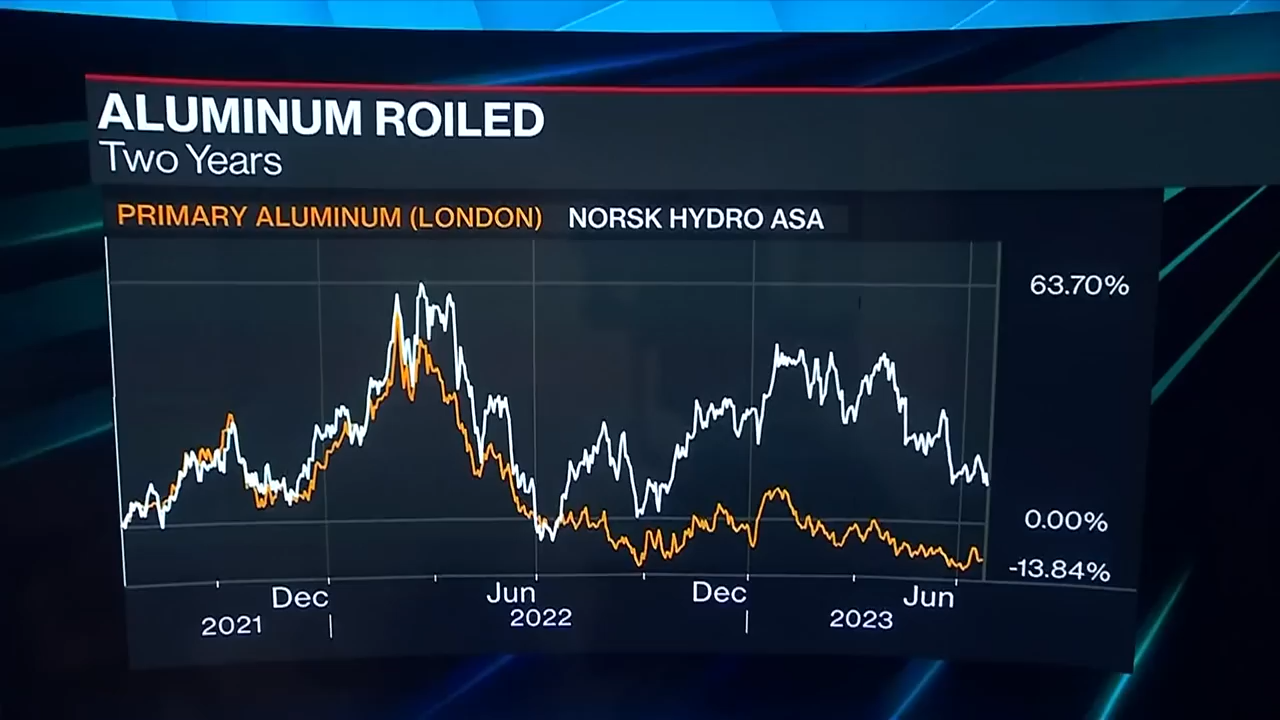 ALUMINUM ROILED
Two Years
PRIMARY ALUMINUM (LONDON) NORSK HYDRO ASA
63.70%
0.00%
-13.84%
Dec Jun Dec Jun
2021 | 2022 | 2023